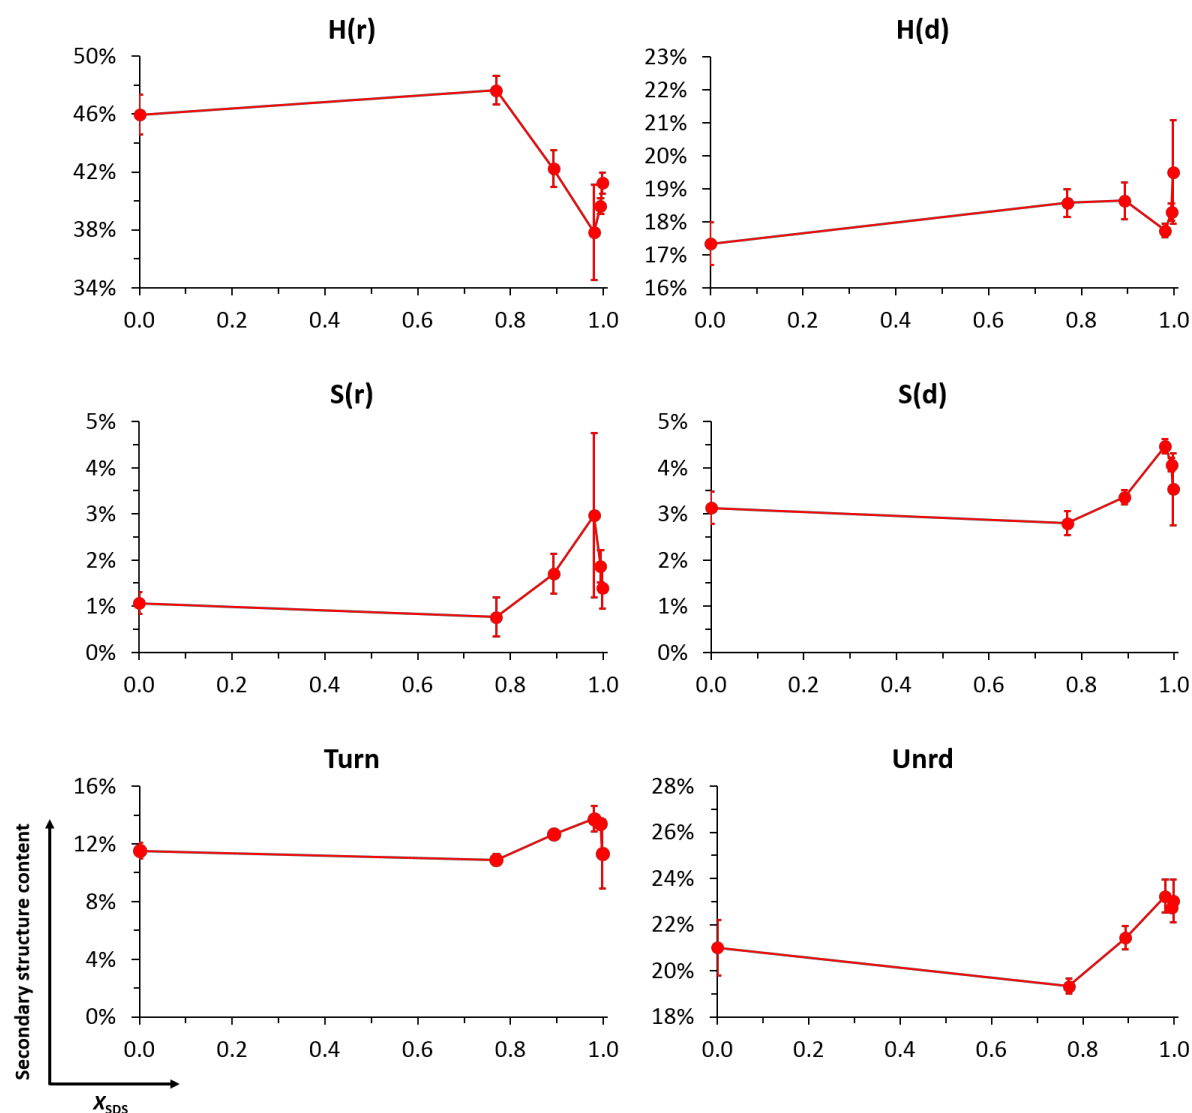 H(r)
50%
46%
42%
38%
34%
0.0 0.2 0.4 0.6 0.8 1.0
H(d)
23%
22%
21%
20%
19%
18%
17%
16%
0.0 0.2 0.4 0.6 0.8 1.0
S(r)
5%
4%
3%
2%
1%
0%
0.0 0.2 0.4 0.6 0.8 1.0
S(d)
5%
4%
3%
2%
1%
0%
0.0 0.2 0.4 0.6 0.8 1.0
Turn
16%
12%
8%
4%
0%
0.0 0.2 0.4 0.6 0.8 1.0
Unrd
28%
26%
24%
22%
20%
18%
0.0 0.2 0.4 0.6 0.8 1.0
Secondary structure content
XSDS